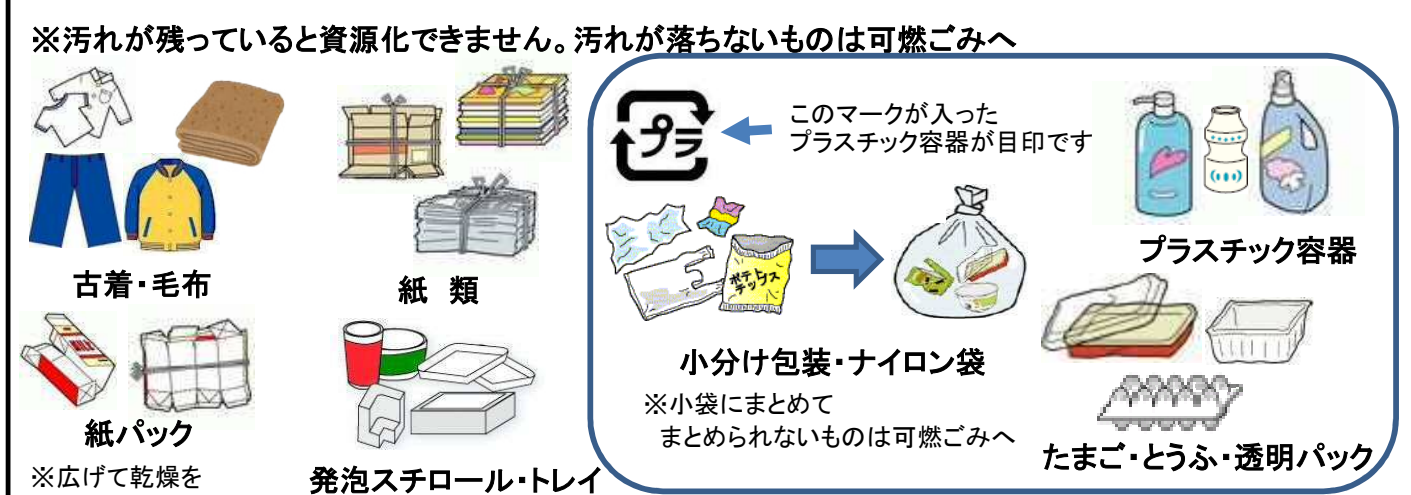 ※汚れが残っていると資源化できません。汚れが落ちないものは可燃ごみへ
古着・毛布
紙 類
紙パック
※広げて乾燥を
発泡スチロール・トレイ
プラ
このマークが入った
プラスチック容器が目印です
ポテト
チップス
小分け包装・ナイロン袋
※小袋にまとめて
まとめられないものは可燃ごみへ
プラスチック容器
たまご・とうふ・透明パック